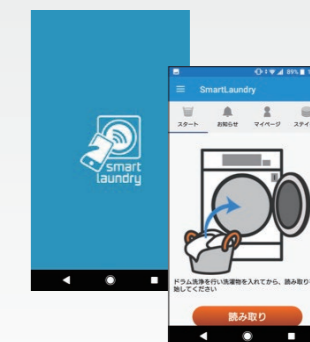 smart
laundry
89%
SmartLaundry
スタート お知らせ マイページ
ドラム洗浄を行い洗濯物を入れてから、読み取り
始してください
読み取り